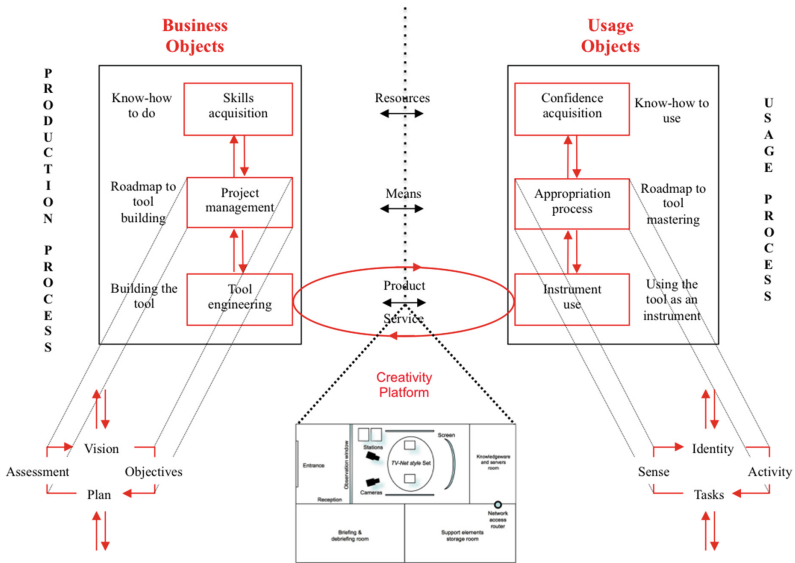 Business
Objects
Usage
Objects
PRODUCTION PROCESS
Know-how
to do
Skills
acquisition
Resources
Confidence
acquisition
Know-how to
use
USAGE PROCESS
Roadmap to
tool
building
Project
management
Means
Appropriation
process
Roadmap to
tool
mastering
Building the
tool
Tool
engineering
Product
Service
Instrument
use
Using the
tool as an
instrument
Creativity
Platform
Vision
Assessment
Objectives
Plan
Identity
Sense
Activity
Tasks
Entrance
Observation window
Reception
Stations
Cameras
TV-Net style Set
Screen
Knowledgeware
and servers
room
Network
access
router
Briefing &
debriefing room
Support elements
storage room